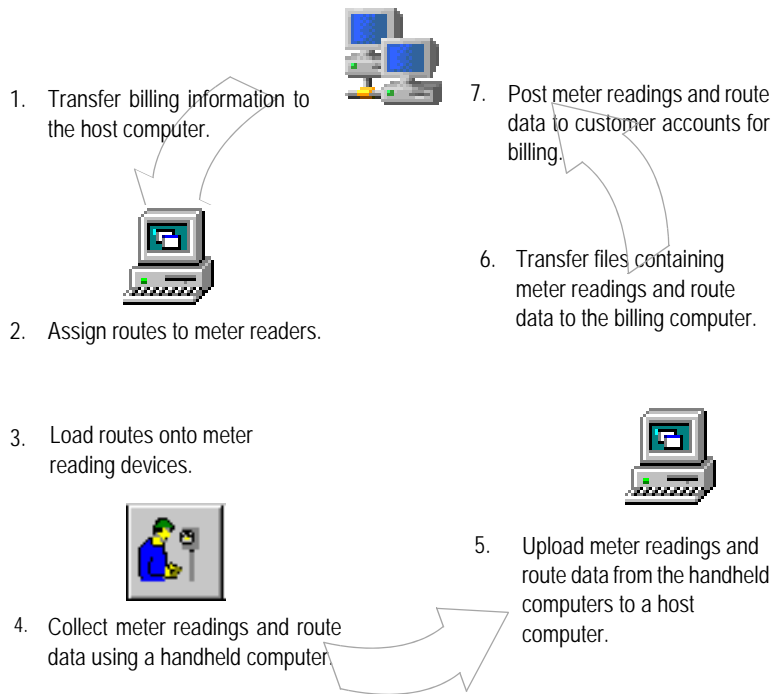 1. Transfer billing information to
the host computer.
2. Assign routes to meter readers.
3. Load routes onto meter
reading devices.
4. Collect meter readings and route
data using a handheld computer.
5. Upload meter readings and
route data from the handheld
computers to a host
computer.
6. Transfer files containing
meter readings and route
data to the billing computer.
7. Post meter readings and route
data to customer accounts for
billing.